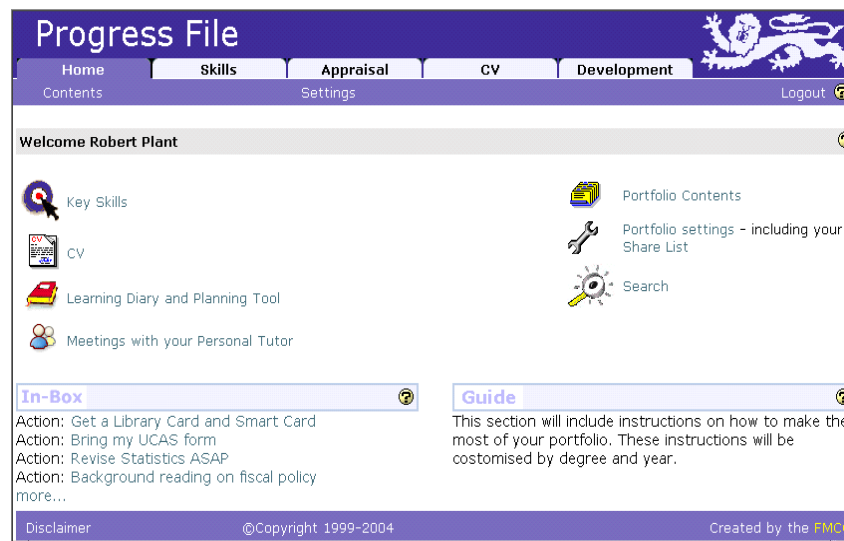 Progress File
Home Skills Appraisal CV Development
Contents Settings Logout
Welcome Robert Plant
Key Skills
CV
Learning Diary and Planning Tool
Meetings with your Personal Tutor
Portfolio Contents
Portfolio settings - including your
Share List
Search
In-Box
Action: Get a Library Card and Smart Card
Action: Bring my UCAS form
Action: Revise Statistics ASAP
Action: Background reading on fiscal policy
more...
Guide
This section will include instructions on how to make the
most of your portfolio. These instructions will be
costomised by degree and year.
Disclaimer ©Copyright 1999-2004 Created by the